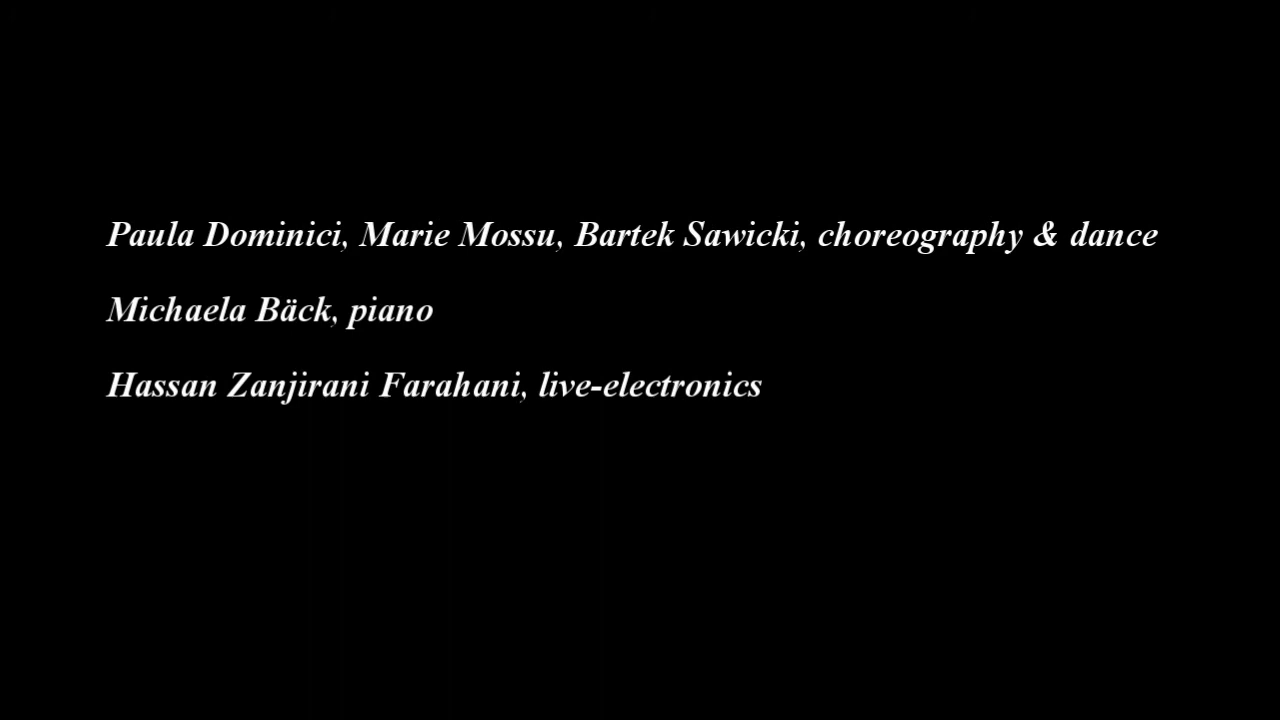 Paula Dominici, Marie Mossu, Bartek Sawicki, choreography & dance
Michaela Bäck, piano
Hassan Zanjirani Farahani, live-electronics